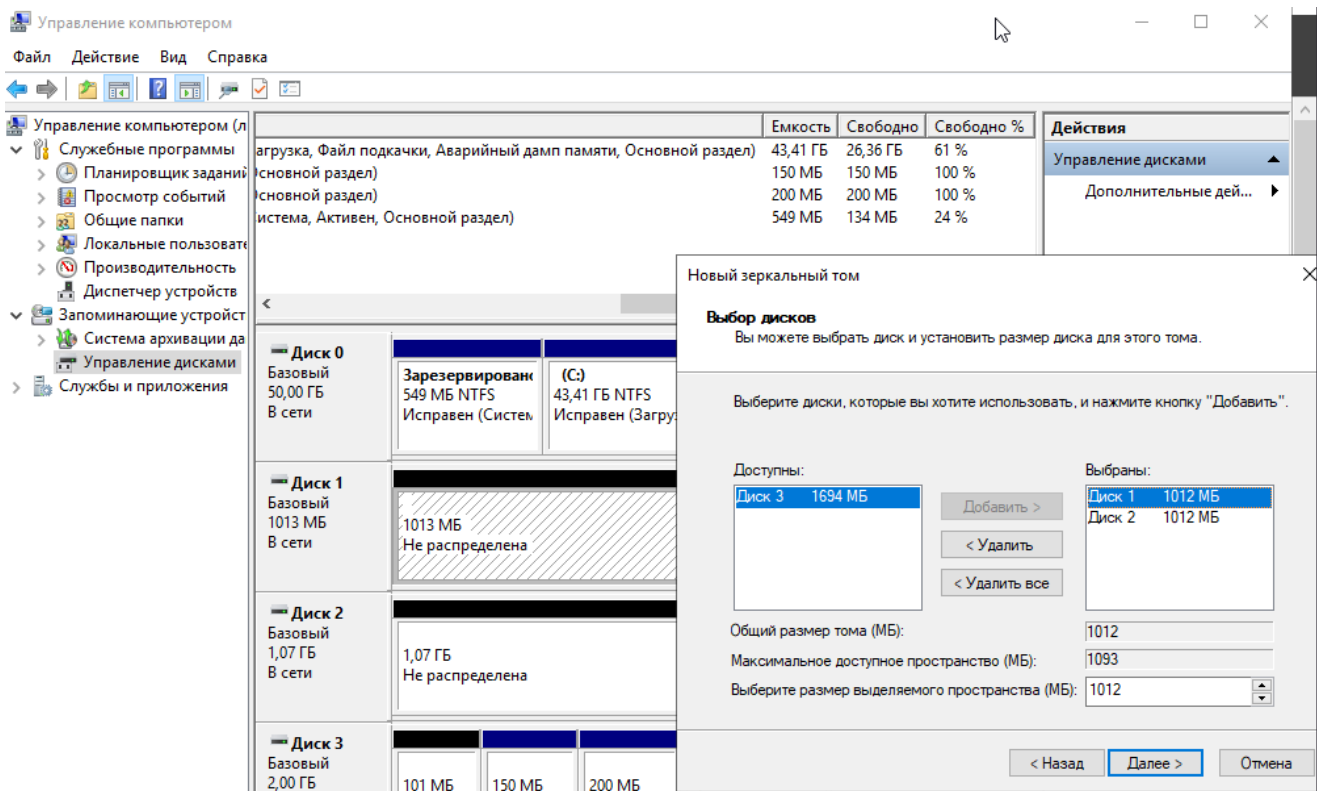 Управление компьютером
Файл Действие Вид Справка
Управление компьютером (л
Служебные программы
Планировщик заданий
Просмотр событий
Общие папки
Локальные пользовате
Производительность
Диспетчер устройств
Запоминающие устройст
Система архивации да
Управление дисками
Службы и приложения
Емкость Свободно Свободно %
агрузка, Файл подкачки, Аварийный дамп памяти, Основной раздел) 43,41 ГБ 26,36 ГБ 61 %
Основной раздел) 150 МБ 150 МБ 100 %
Основной раздел) 200 МБ 200 МБ 100 %
истема, Активен, Основной раздел) 549 МБ 134 МБ 24 %
Действия
Управление дисками
Дополнительные дей...
Диск 0
Базовый
50,00 ГБ
В сети
Зарезервирован
549 МБ NTFS
Исправен (Систем
(C:)
43,41 ГБ NTFS
Исправен (Загруз
Диск 1
Базовый
1013 МБ
В сети
1013 МБ
Не распределена
Диск 2
Базовый
1,07 ГБ
В сети
1,07 ГБ
Не распределена
Диск 3
Базовый
2,00 ГБ
101 МБ
150 МБ
200 МБ
Новый зеркальный том
Выбор дисков
Вы можете выбрать диск и установить размер диска для этого тома.
Выберите диски, которые вы хотите использовать, и нажмите кнопку "Добавить".
Доступны:
Диск 3 1694 МБ
Добавить >
< Удалить
< Удалить все
Выбраны:
Диск 1 1012 МБ
Диск 2 1012 МБ
Общий размер тома (МБ): 1012
Максимальное доступное пространство (МБ): 1093
Выберите размер выделяемого пространства (МБ): 1012
< Назад Далее > Отмена